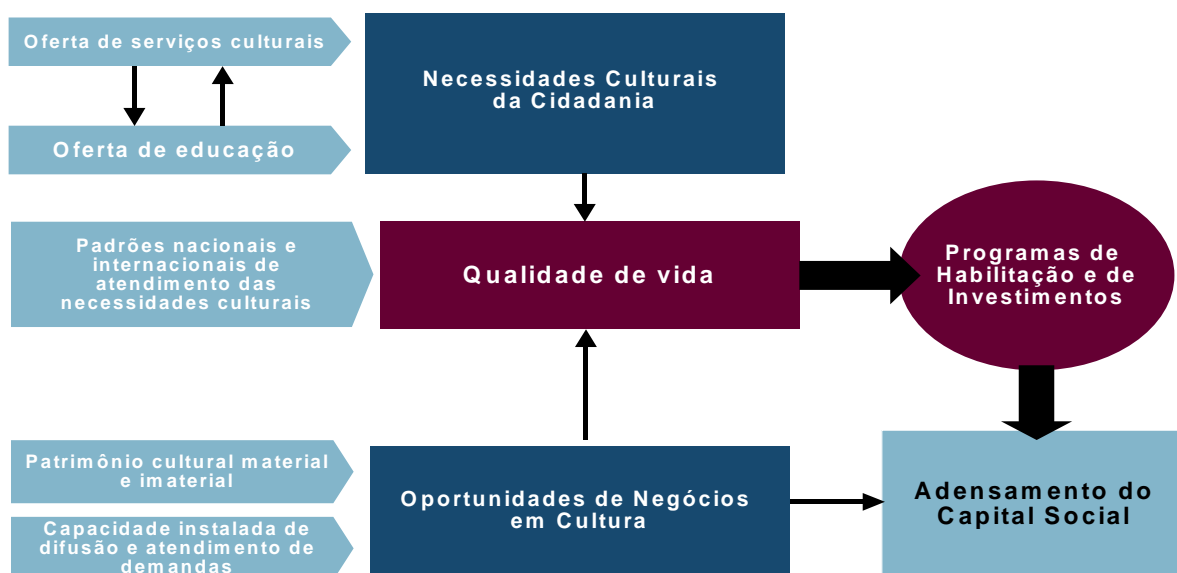 Oferta de serviços culturais
Oferta de educação
Necessidades Culturais
da Cidadania
Padrões nacionais e
internacionais de
atendimento das
necessidades culturais
Qualidade de vida
Programas de
Habilitação e de
Investimentos
Patrimônio cultural material
e imaterial
Capacidade instalada de
difusão e atendimento de
demandas
Oportunidades de Negócios
em Cultura
Adensamento do
Capital Social